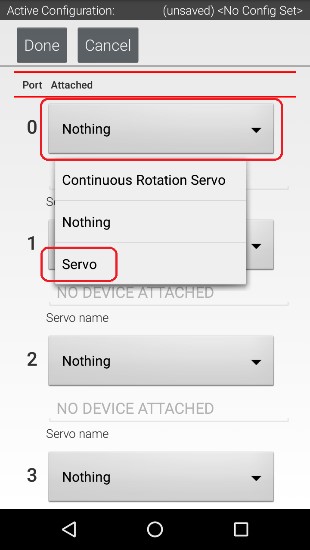 Active Configuration: (unsaved) <No Config Set>
Done Cancel
Port Attached
0 Nothing
Continuous Rotation Servo
Nothing
1
Servo
NO DEVICE ATTACHED
Servo name
2 Nothing
NO DEVICE ATTACHED
Servo name
3 Nothing